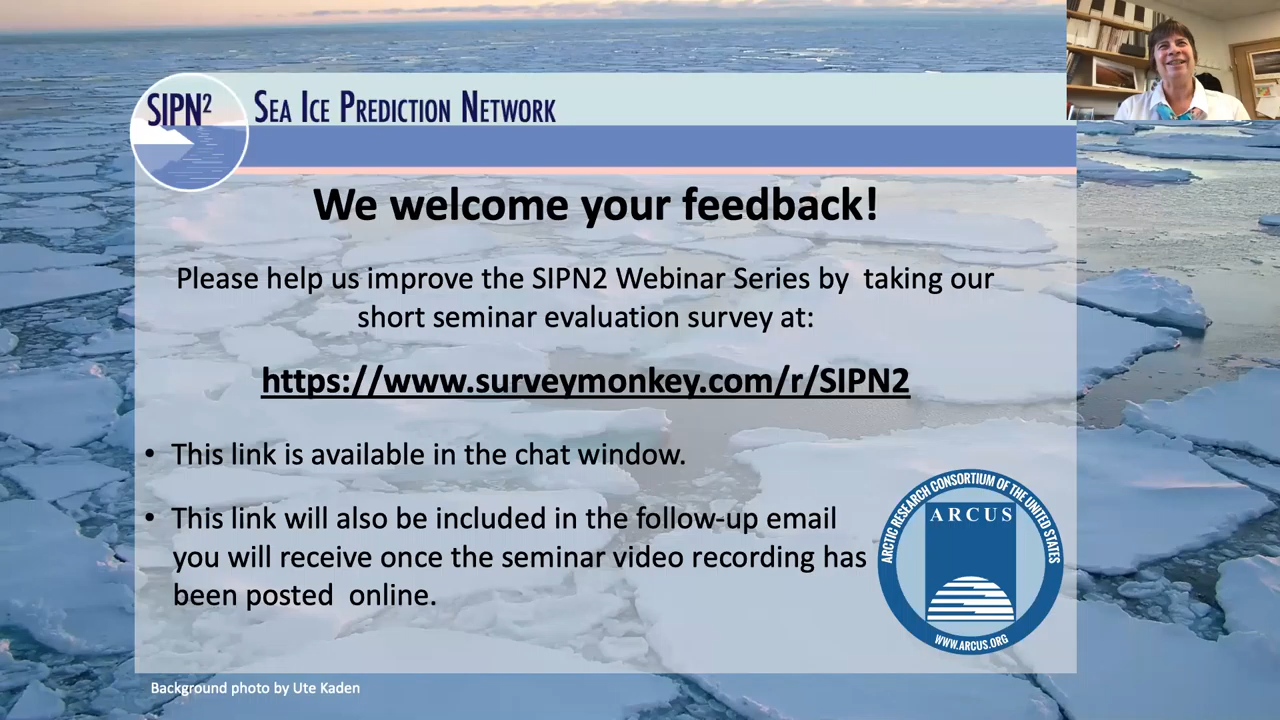 SIPN2
SEA ICE PREDICTION NETWORK
We welcome your feedback!
Please help us improve the SIPN2 Webinar Series by taking our
short seminar evaluation survey at:
https://www.surveymonkey.com/r/SIPN2
• This link is available in the chat window.
• This link will also be included in the follow-up email
you will receive once the seminar video recording has
been posted online.
ARCTIC RESEARCH CONSORTIUM OF THE UNITED STATES
ARCUS
WWW.ARCUS.ORG
Background photo by Ute Kaden